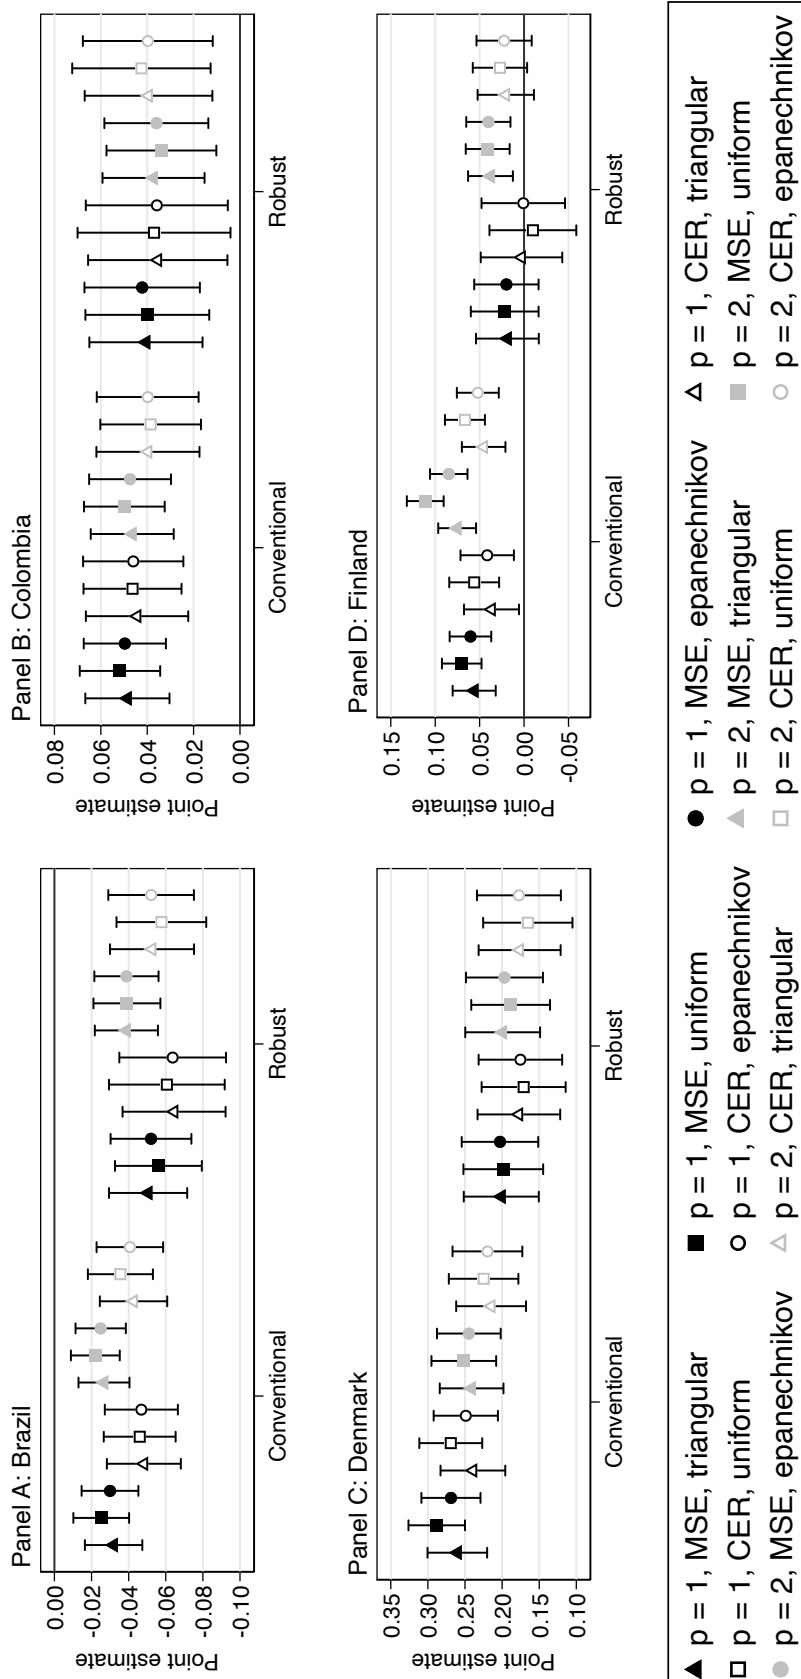 Panel A: Brazil
Point estimate
0.00
-0.02
-0.04
-0.06
-0.08
-0.10
Conventional
Robust
Panel B: Colombia
Point estimate
0.08
0.06
0.04
0.02
0.00
Conventional
Robust
Panel C: Denmark
Point estimate
0.35
0.30
0.25
0.20
0.15
0.10
Conventional
Robust
Panel D: Finland
Point estimate
0.15
0.10
0.05
0.00
-0.05
Conventional
Robust
p = 1, MSE, triangular
p = 1, MSE, uniform
p = 1, MSE, epanechnikov
p = 1, CER, triangular
p = 1, CER, uniform
p = 1, CER, epanechnikov
p = 2, MSE, triangular
p = 2, MSE, uniform
p = 2, MSE, epanechnikov
p = 2, CER, triangular
p = 2, CER, uniform
p = 2, CER, epanechnikov